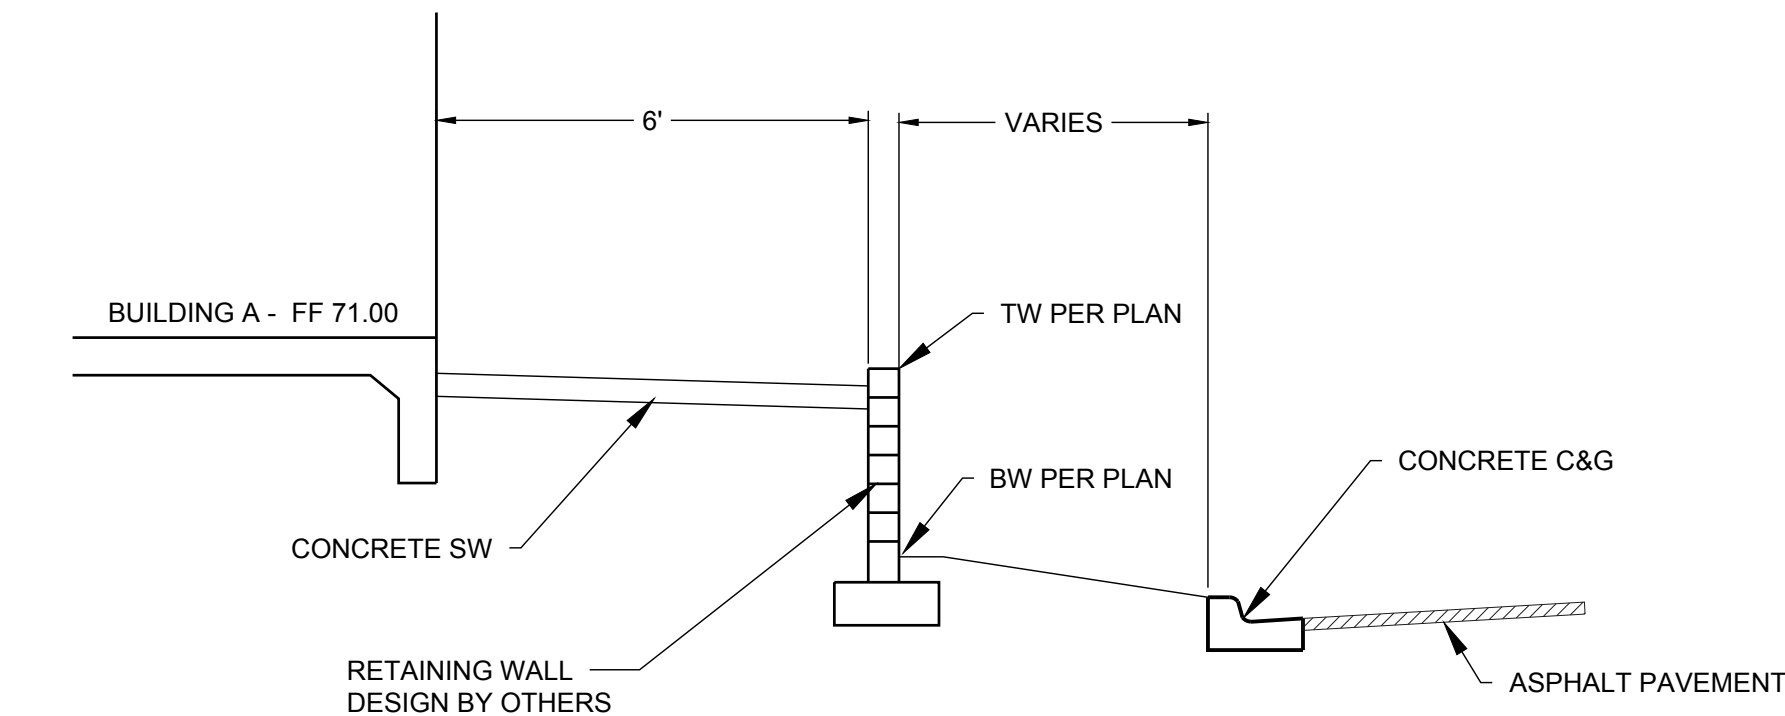 6'
VARIES
BUILDING A - FF 71.00
TW PER PLAN
CONCRETE C&G
BW PER PLAN
CONCRETE SW
RETAINING WALL
DESIGN BY OTHERS
ASPHALT PAVEMENT